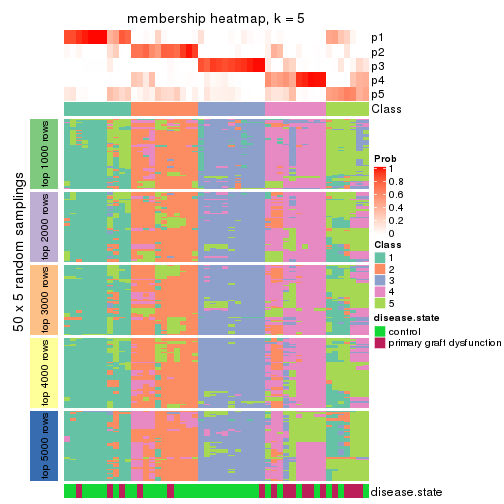 membership heatmap, k = 5
p1
p2
p3
p4
p5
Class
50 x 5 random samplings
top 1000 rows
top 2000 rows
top 3000 rows
top 4000 rows
top 5000 rows
Prob
1
0.8
0.6
0.4
0.2
0
Class
1
2
3
4
5
disease.state
control
primary graft dysfunction
disease.state